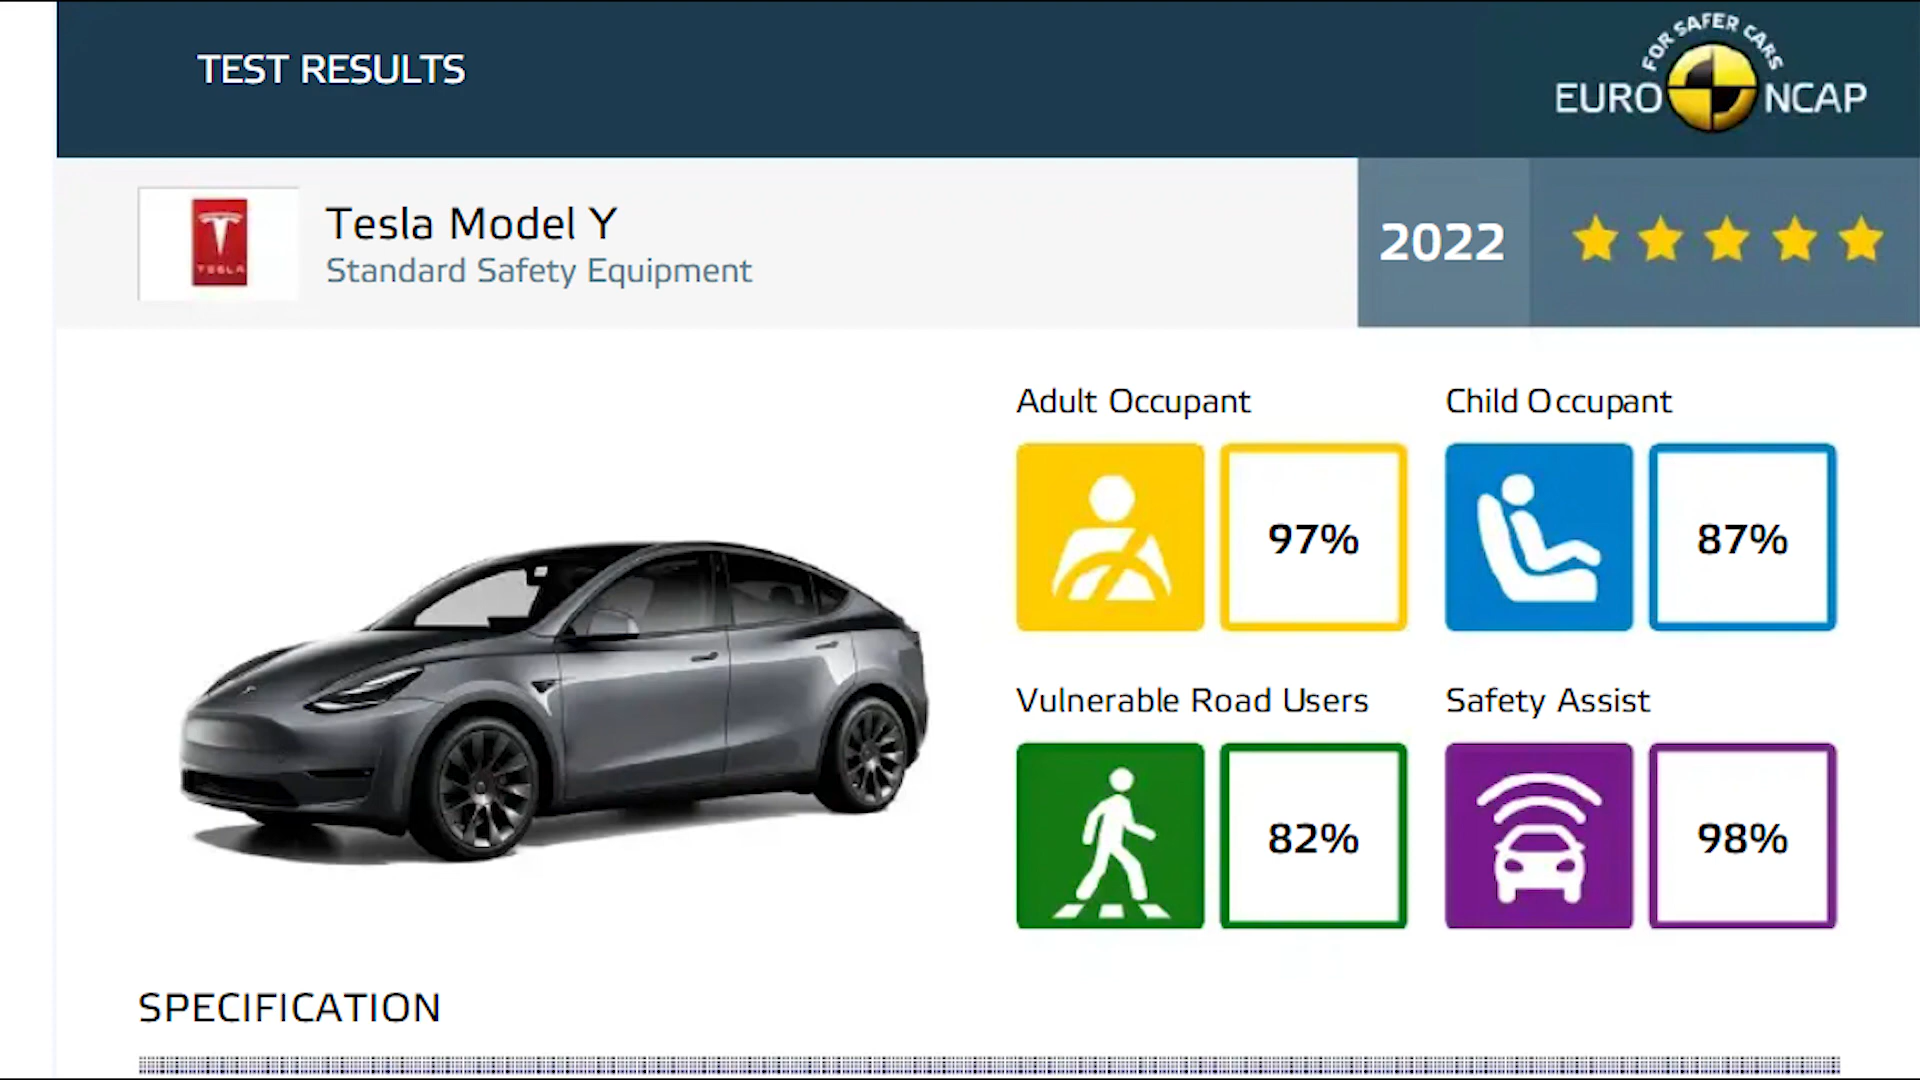 TEST RESULTS
FOR SAFER CARS
EURO NCAP
TESLA
Tesla Model Y
Standard Safety Equipment
2022
Adult Occupant
Child Occupant
97%
87%
Vulnerable Road Users
Safety Assist
82%
98%
SPECIFICATION